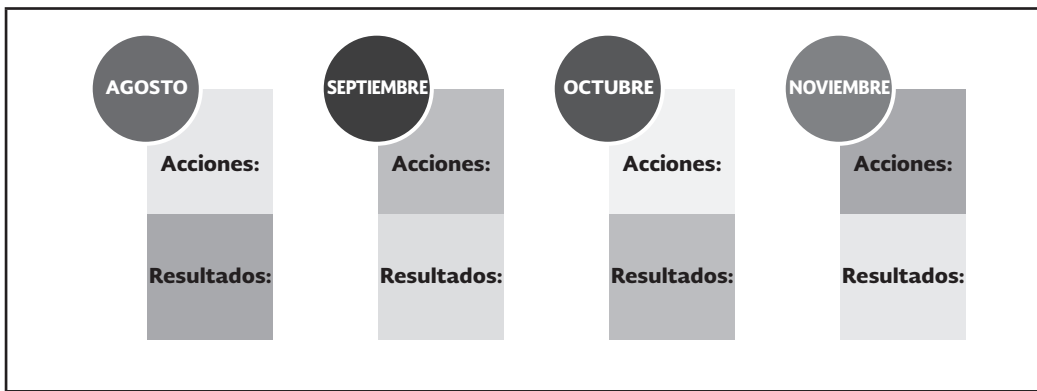 AGOSTO
Acciones:
Resultados:
SEPTIEMBRE
Acciones:
Resultados:
OCTUBRE
Acciones:
Resultados:
NOVIEMBRE
Acciones:
Resultados: